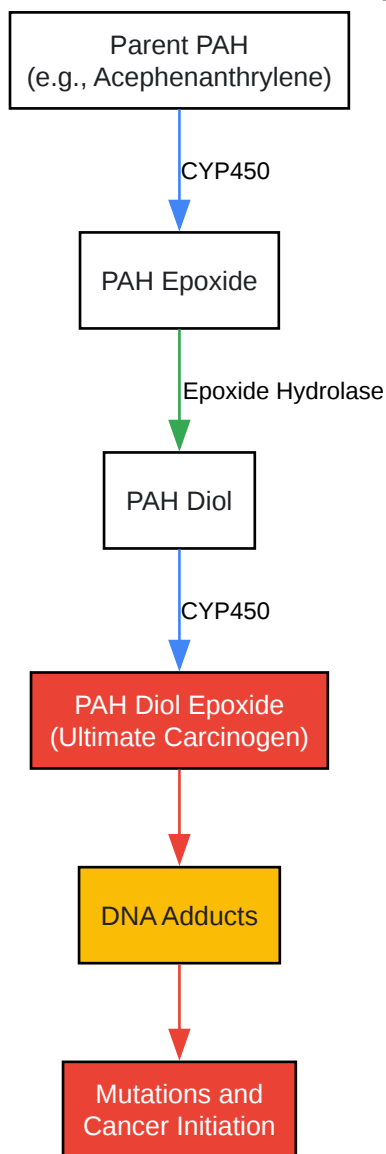 Parent PAH
(e.g., Acephenanthrylene)
CYP450
PAH Epoxide
Epoxide Hydrolase
PAH Diol
CYP450
PAH Diol Epoxide
(Ultimate Carcinogen)
DNA Adducts
Mutations and
Cancer Initiation